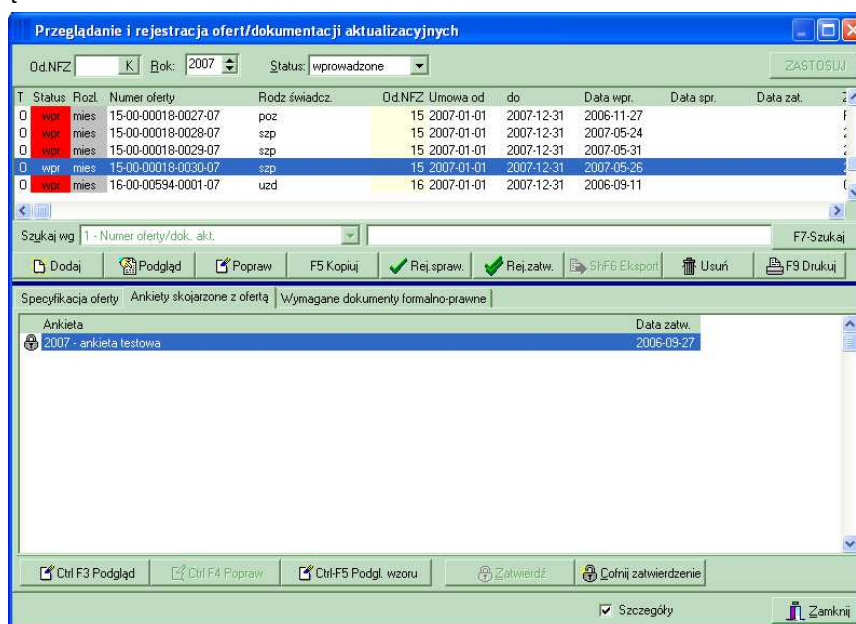 Przeglądanie i rejestracja ofert/dokumentacji aktualizacyjnych
Od.NFZ K Rok: 2007 Status: wprowadzone ZASTOSUJ
T Status Rozl. Numer oferty Rodz świadcz. Od.NFZ Umowa od do Data wpr. Data spr. Data zat.
O wpr mies 15-00-00018-0027-07 poz 15 2007-01-01 2007-12-31 2006-11-27
O wpr mies 15-00-00018-0028-07 szp 15 2007-01-01 2007-12-31 2007-05-24
O wpr mies 15-00-00018-0029-07 szp 15 2007-01-01 2007-12-31 2007-05-31
O wpr mies 15-00-00018-0030-07 szp 15 2007-01-01 2007-12-31 2007-05-26
O wpr mies 16-00-00594-0001-07 uzd 16 2007-01-01 2007-12-31 2006-09-11
Szukaj wg 1 - Numer oferty/dok. akt. F7-Szukaj
Dodaj Podgląd Popraw F5 Kopiuj Rej.spraw. Rej.zatw. ShF6 Eksport Usuń F9 Drukuj
Specyfikacja oferty Ankiety skojarzone z ofertą Wymagane dokumenty formalno-prawne
Ankieta Data zatw.
2007 - ankieta testowa 2006-09-27
Ctrl F3 Podgląd Ctrl F4 Popraw Ctrl-F5 Podgl. wzoru Zatwierdź Cofnij zatwierdzenie
Szczegóły Zamknij